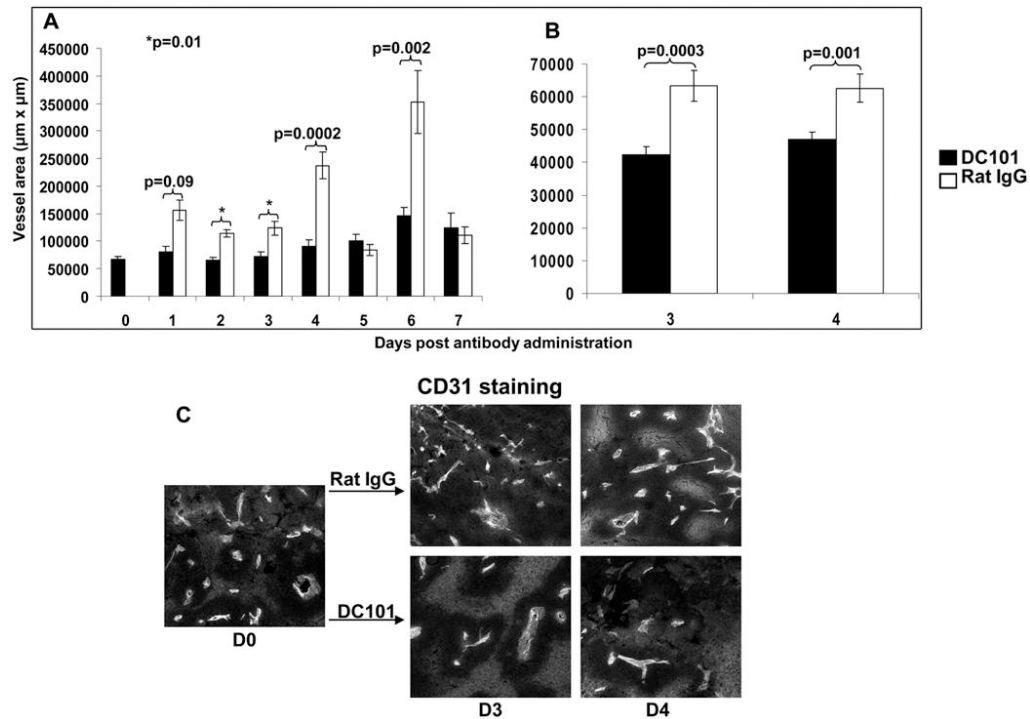 A
*p=0.01
p=0.09
*
*
p=0.0002
p=0.002
450000
400000
350000
300000
250000
200000
150000
100000
50000
0
Vessel area (µm x µm)
0 1 2 3 4 5 6 7
B
p=0.0003
p=0.001
70000
60000
50000
40000
30000
20000
10000
0
3 4
DC101
Rat IgG
Days post antibody administration
C
CD31 staining
Rat IgG
DC101
D0
D3 D4